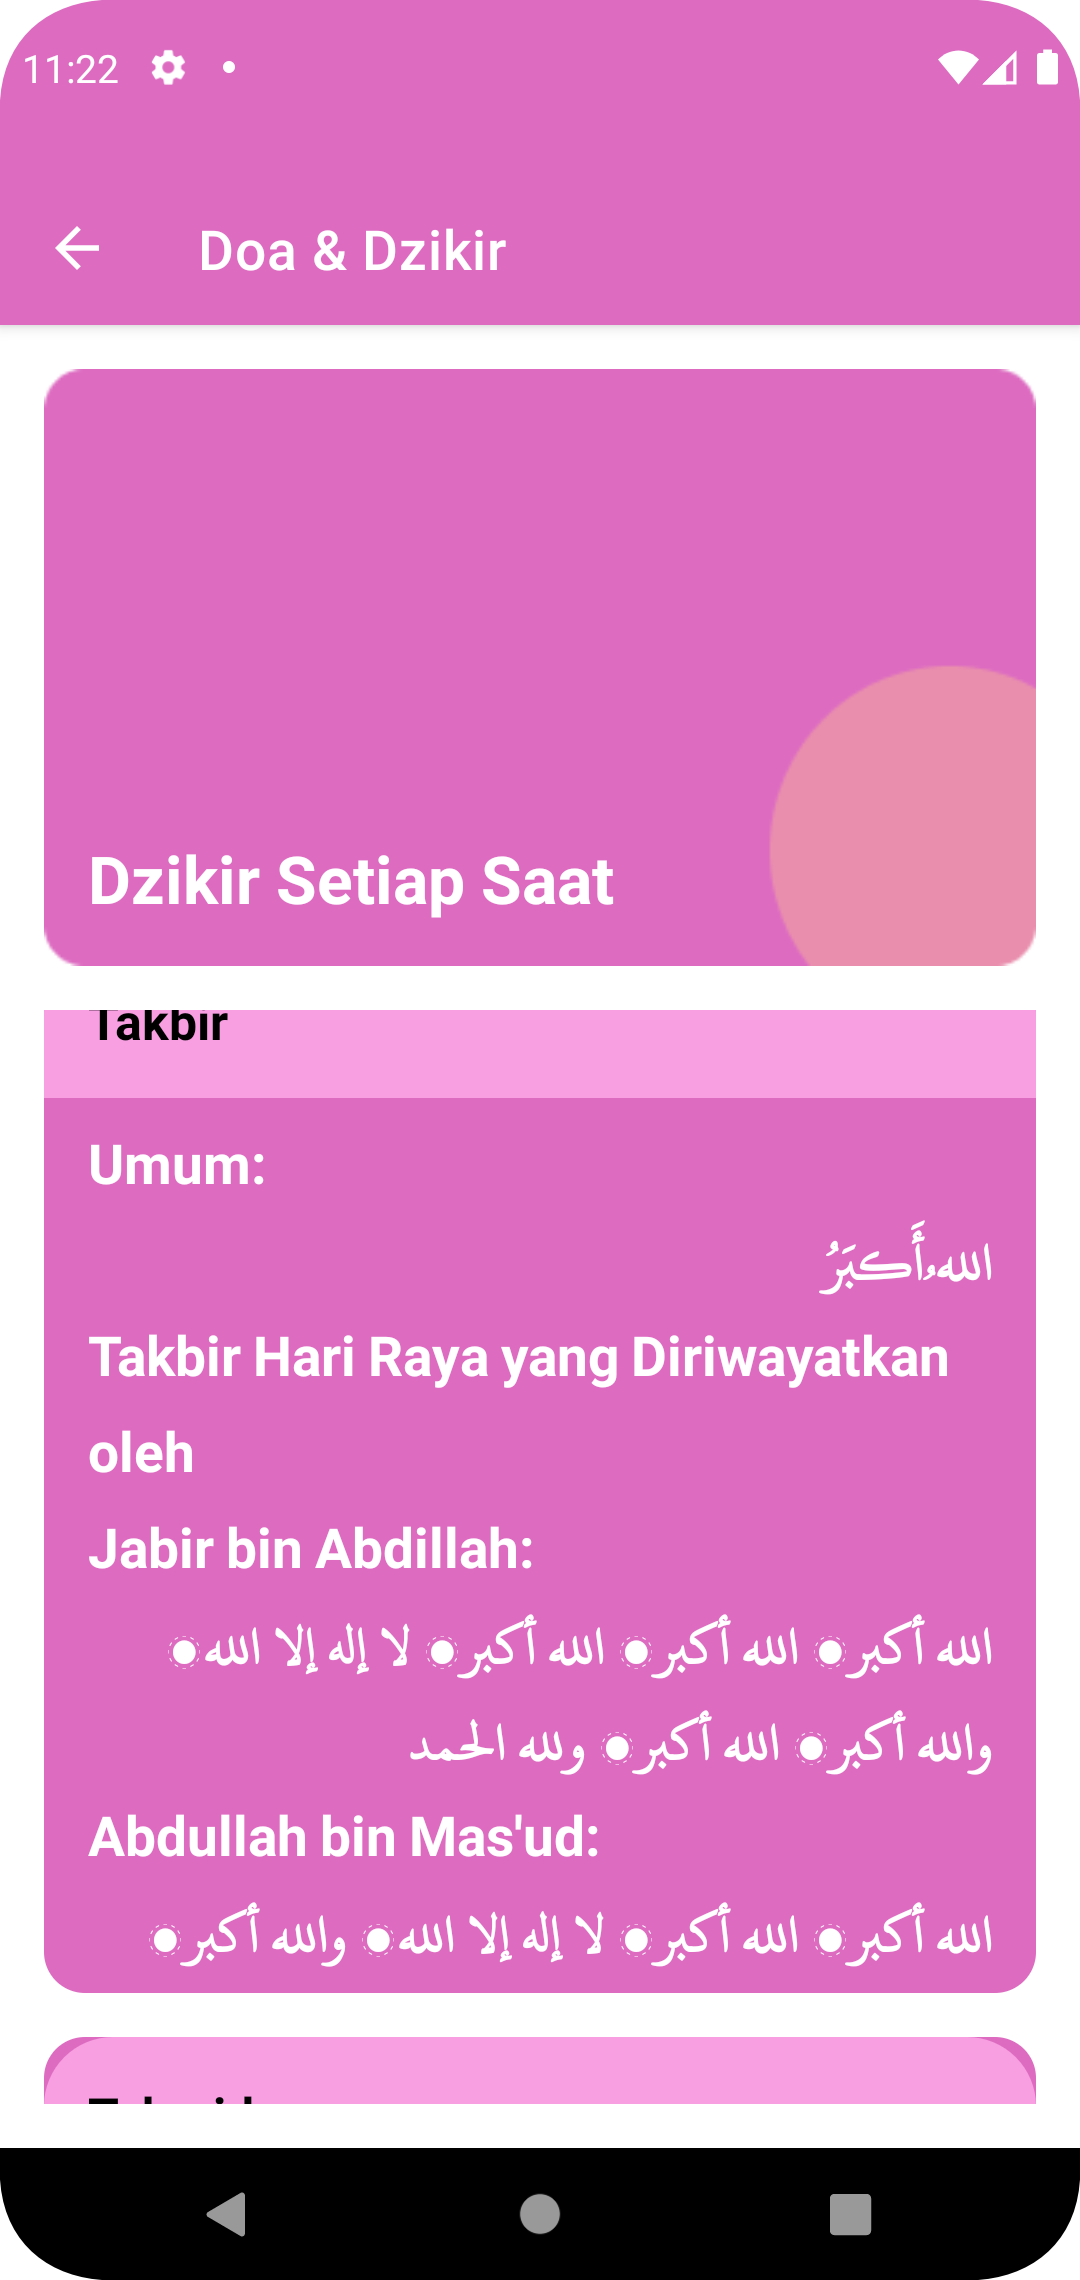 11:22
Doa & Dzikir
Dzikir Setiap Saat
Takbir
Umum:
اللهُ أَكبَرُ
Takbir Hari Raya yang Diriwayatkan
oleh
Jabir bin Abdillah:
الله أكبر الله أكبر الله أكبر لا إله إلا الله
والله أكبر الله أكبر ولله الحمد
Abdullah bin Mas'ud:
الله أكبر الله أكبر لا إله إلا الله والله أكبر